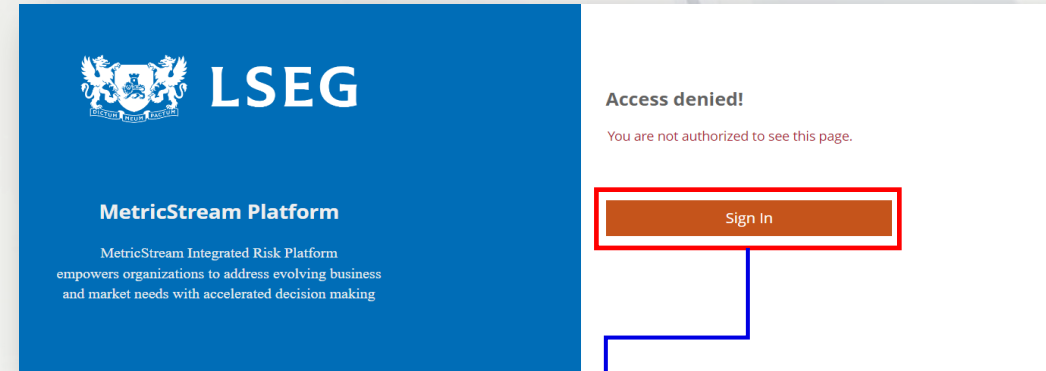 DICTUM MEUM PACTUM
LSEG
MetricStream Platform
MetricStream Integrated Risk Platform
empowers organizations to address evolving business
and market needs with accelerated decision making
Access denied!
You are not authorized to see this page.
Sign In